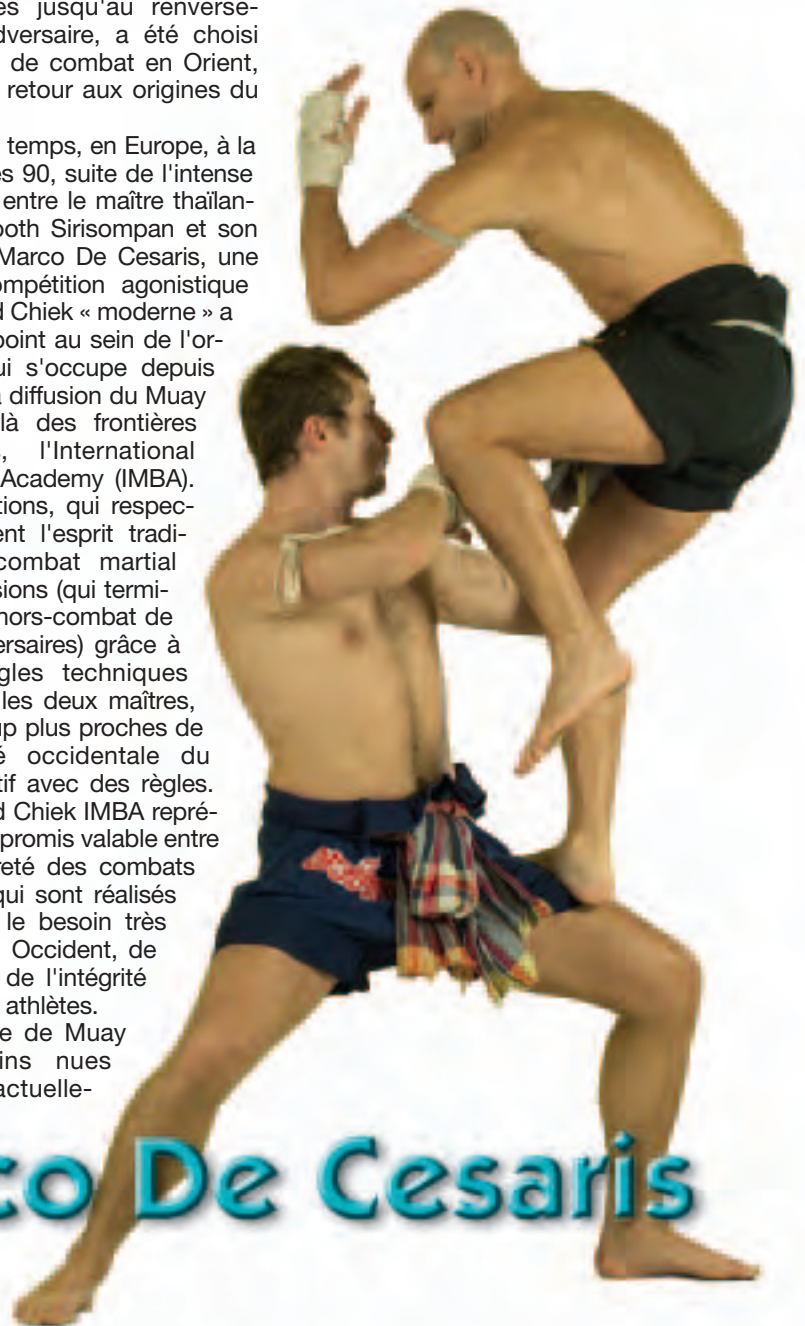 es jusqu'au renverse-
dversaire, a été choisi
de combat en Orient,
retour aux origines du
temps, en Europe, à la
es 90, suite de l'intense
entre le maître thaïlan-
ooth Sirisompan et son
Marco De Cesaris, une
ompétition agonistique
d Chiek « moderne » a
point au sein de l'or-
ui s'occupe depuis
a diffusion du Muay
là des frontières
, l'International
Academy (IMBA).
tions, qui respec-
ent l'esprit tradi-
combat martial
sions (qui termi-
hors-combat de
ersaires) grâce à
gles techniques
les deux maîtres,
up plus proches de
é occidentale du
tif avec des règles.
d Chiek IMBA repré-
promis valable entre
reté des combats
qui sont réalisés
le besoin très
Occident, de
de l'intégrité
athlètes.
e de Muay
ins nues
actuelle-
co De Cesaris